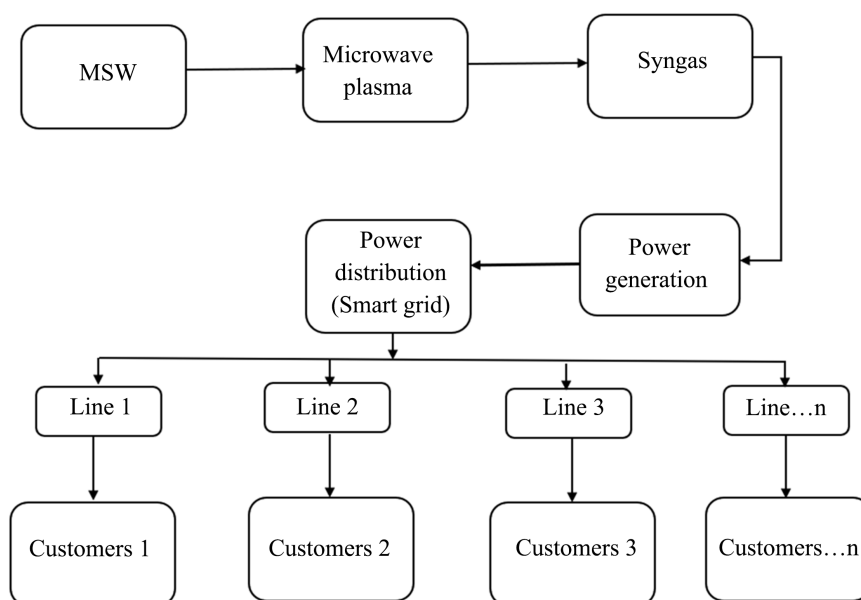 MSW
Microwave
plasma
Syngas
Power
distribution
(Smart grid)
Power
generation
Line 1
Line 2
Line 3
Line…n
Customers 1
Customers 2
Customers 3
Customers…n